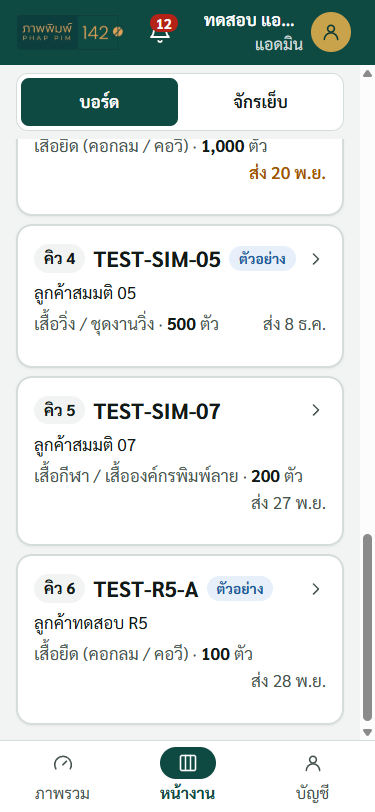 ภาพพิมพ์
PHAP PIM
142
12
ทดสอบ แอ...
แอดมิน
บอร์ด
จักรเย็บ
เสื้อยืด (คอกลม / คอวี) · 1,000 ตัว
ส่ง 20 พ.ย.
คิว 4 TEST-SIM-05 ตัวอย่าง
ลูกค้าสมมติ 05
เสื้อวิ่ง / ชุดงานวิ่ง · 500 ตัว ส่ง 8 ธ.ค.
คิว 5 TEST-SIM-07
ลูกค้าสมมติ 07
เสื้อกีฬา / เสื้อองค์กรพิมพ์ลาย · 200 ตัว
ส่ง 27 พ.ย.
คิว 6 TEST-R5-A ตัวอย่าง
ลูกค้าทดสอบ R5
เสื้อยืด (คอกลม / คอวี) · 100 ตัว
ส่ง 28 พ.ย.
ภาพรวม
หน้างาน
บัญชี